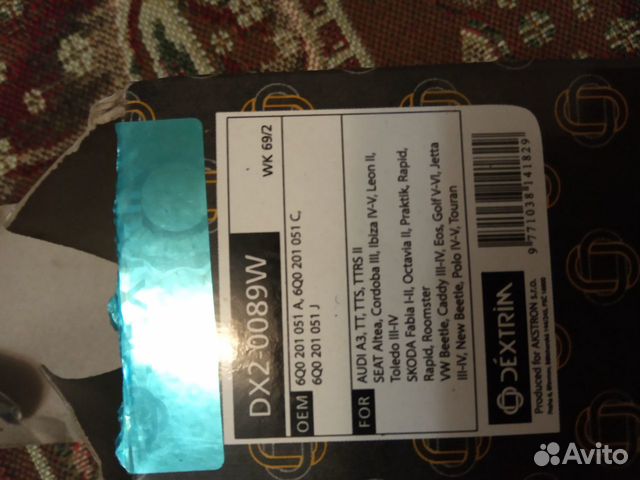 DX2-0089W
WK 69/2
OEM
6Q0 201 051 A, 6Q0 201 051 C,
6Q0 201 051 J
FOR
AUDI A3, TT, TTS, TTRS II
SEAT Altea, Cordoba III, Ibiza IV-V, Leon II,
Toledo III-IV
SKODA Fabia I-II, Octavia II, Praktik, Rapid,
Rapid, Roomster
VW Beetle, Caddy III-IV, Eos, Golf V-VI, Jetta
III-IV, New Beetle, Polo IV-V, Touran
DËXTRÍM
Produced for AKSTRON s.r.o.
9 771038 141829
Avito